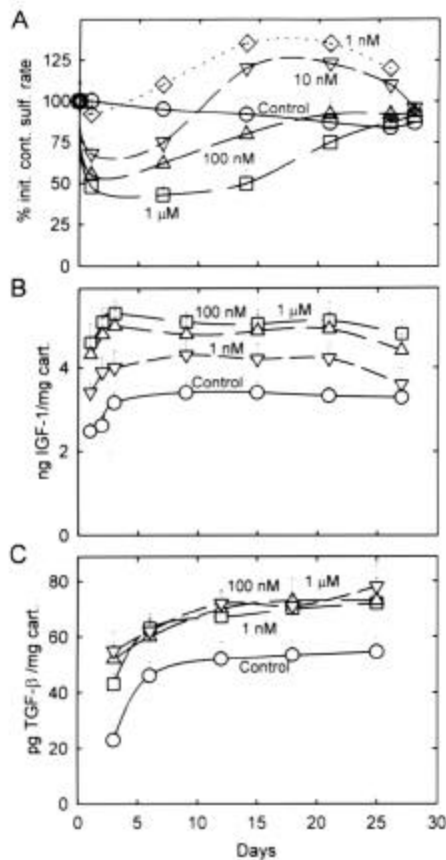 A
1 nM
125
10 nM
100
Control
75
100 nM
50
1 μM
25
0
% init. cont. sulf. rate
B
100 nM
1 μM
4
1 nM
Control
2
0
ng IGF-1/mg cart.
C
80
100 nM
1 μM
60
1 nM
Control
40
20
0
pg TGF-β /mg cart.
0 5 10 15 20 25 30
Days